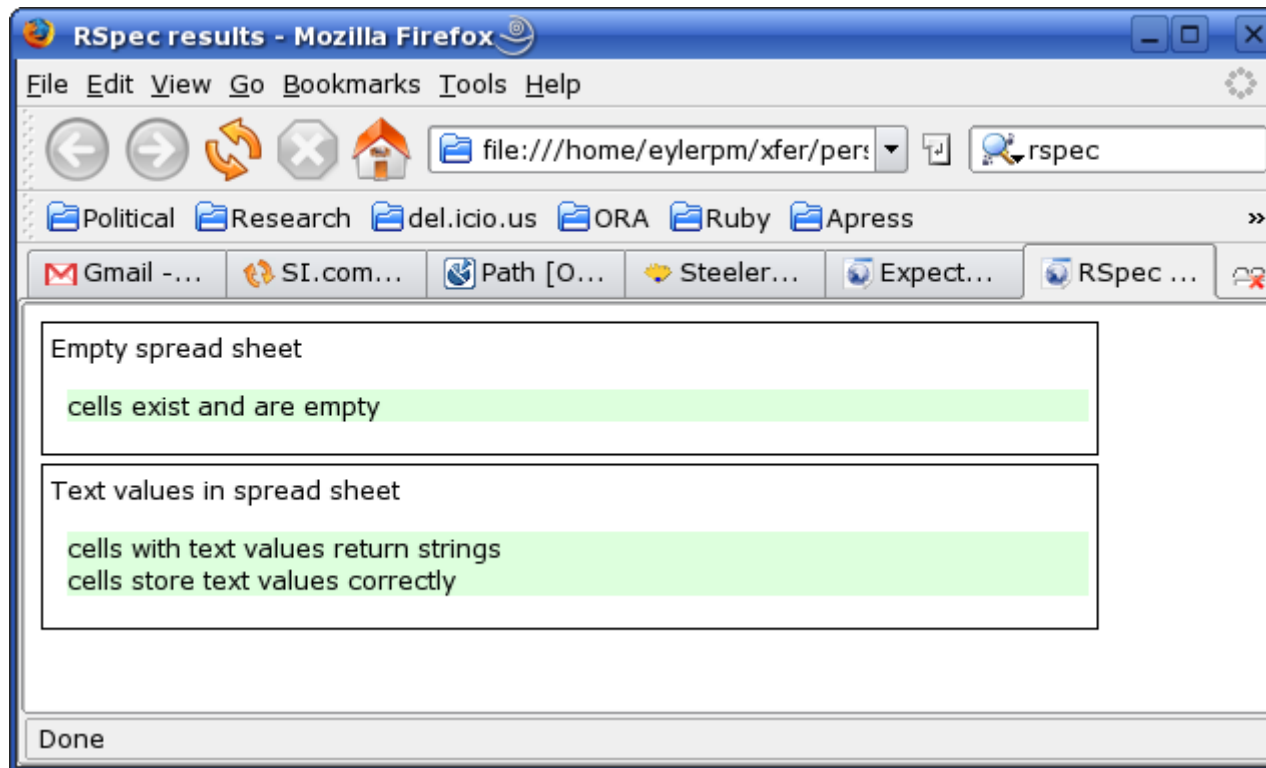 RSpec results - Mozilla Firefox
File Edit View Go Bookmarks Tools Help
file:///home/eylerpm/xfer/pers rspec
Political Research del.icio.us ORA Ruby Apress »
Gmail -... SI.com... Path [O... Steeler... Expect... RSpec ...
Empty spread sheet
cells exist and are empty
Text values in spread sheet
cells with text values return strings
cells store text values correctly
Done